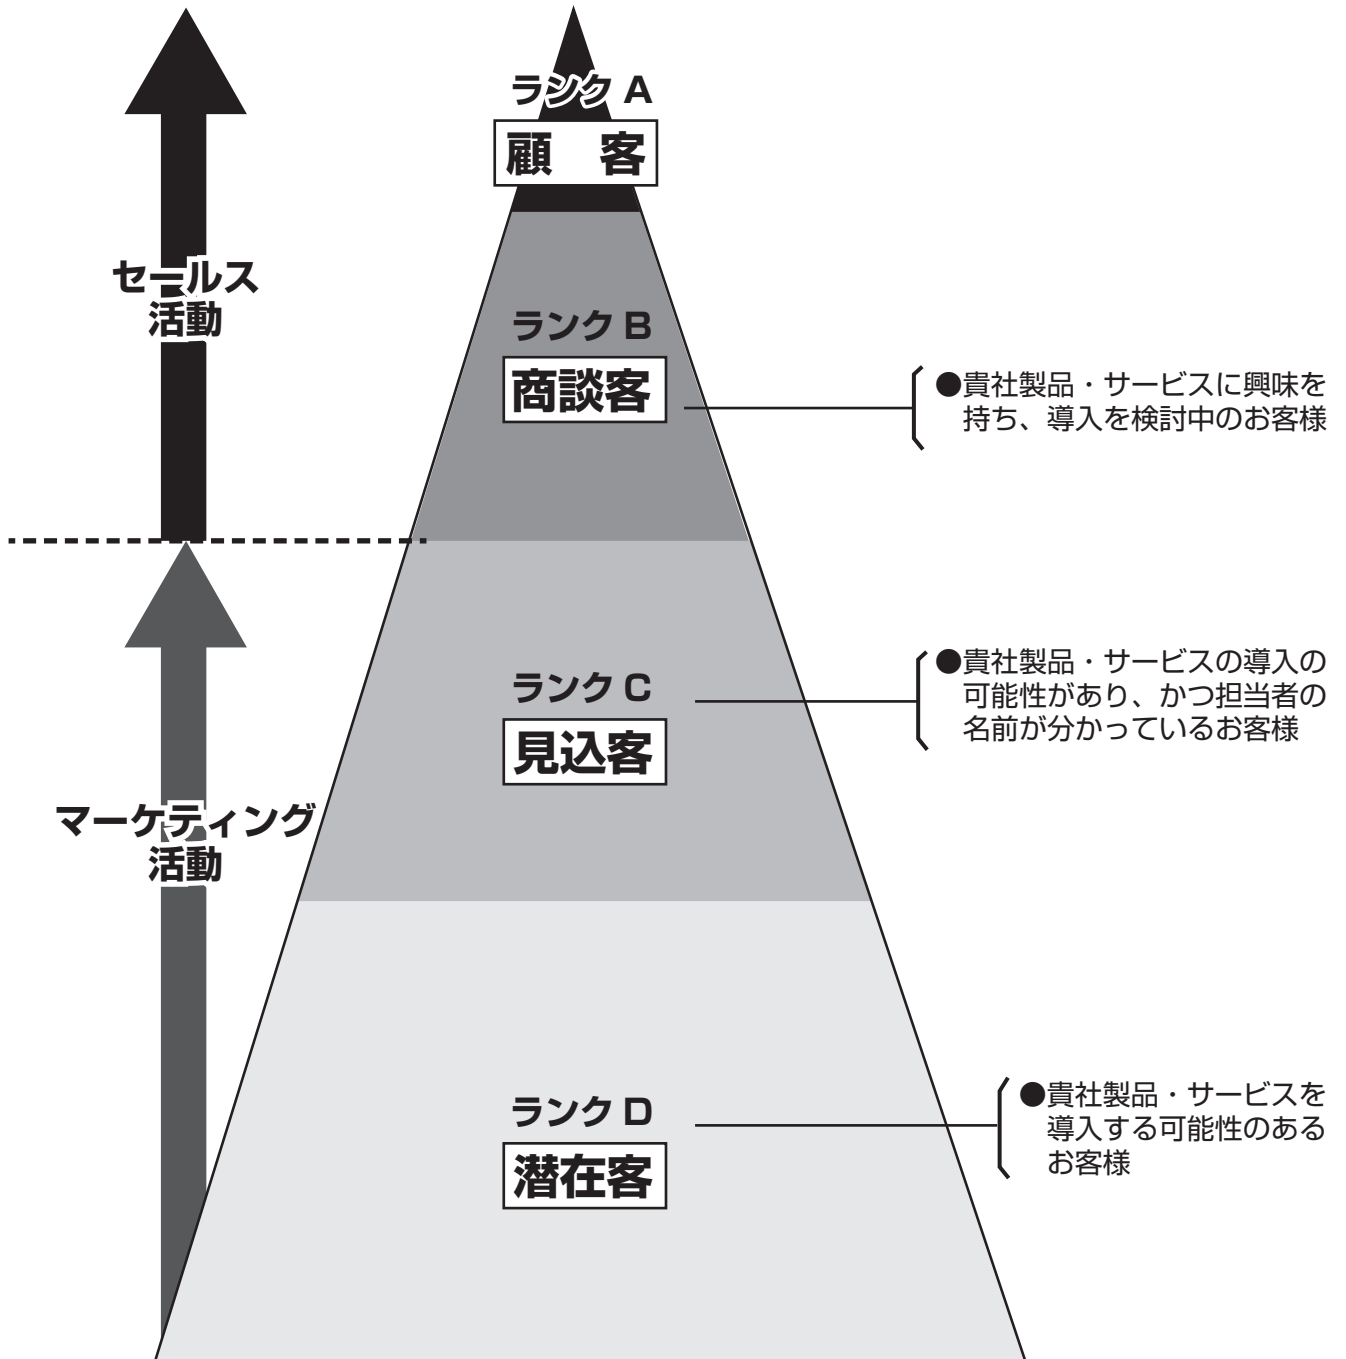 ランク A
顧　客
セールス
活動
ランク B
商談客
●貴社製品・サービスに興味を
持ち、導入を検討中のお客様
ランク C
見込客
●貴社製品・サービスの導入の
可能性があり、かつ担当者の
名前が分かっているお客様
マーケティング
活動
ランク D
潜在客
●貴社製品・サービスを
導入する可能性のある
お客様